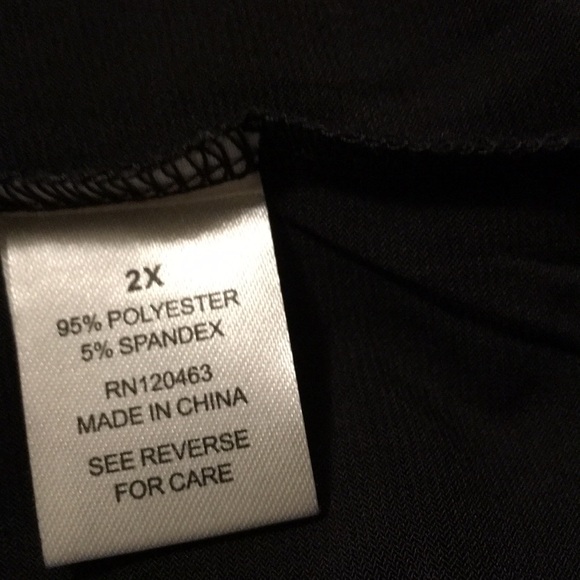 2X
95% POLYESTER
5% SPANDEX
RN120463
MADE IN CHINA
SEE REVERSE
FOR CARE